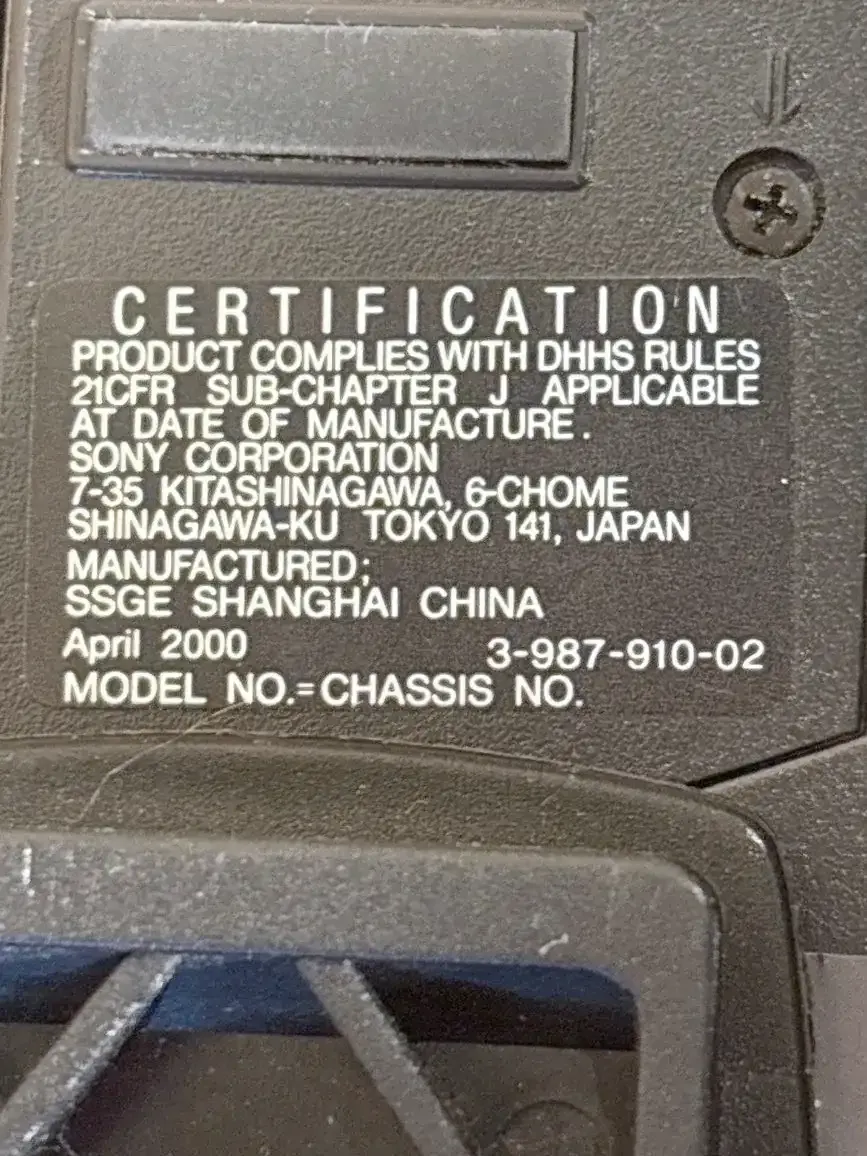 CERTIFICATION
PRODUCT COMPLIES WITH DHHS RULES
21CFR SUB-CHAPTER J APPLICABLE
AT DATE OF MANUFACTURE.
SONY CORPORATION
7-35 KITASHINAGAWA, 6-CHOME
SHINAGAWA-KU TOKYO 141, JAPAN
MANUFACTURED;
SSGE SHANGHAI CHINA
April 2000 3-987-910-02
MODEL NO.=CHASSIS NO.